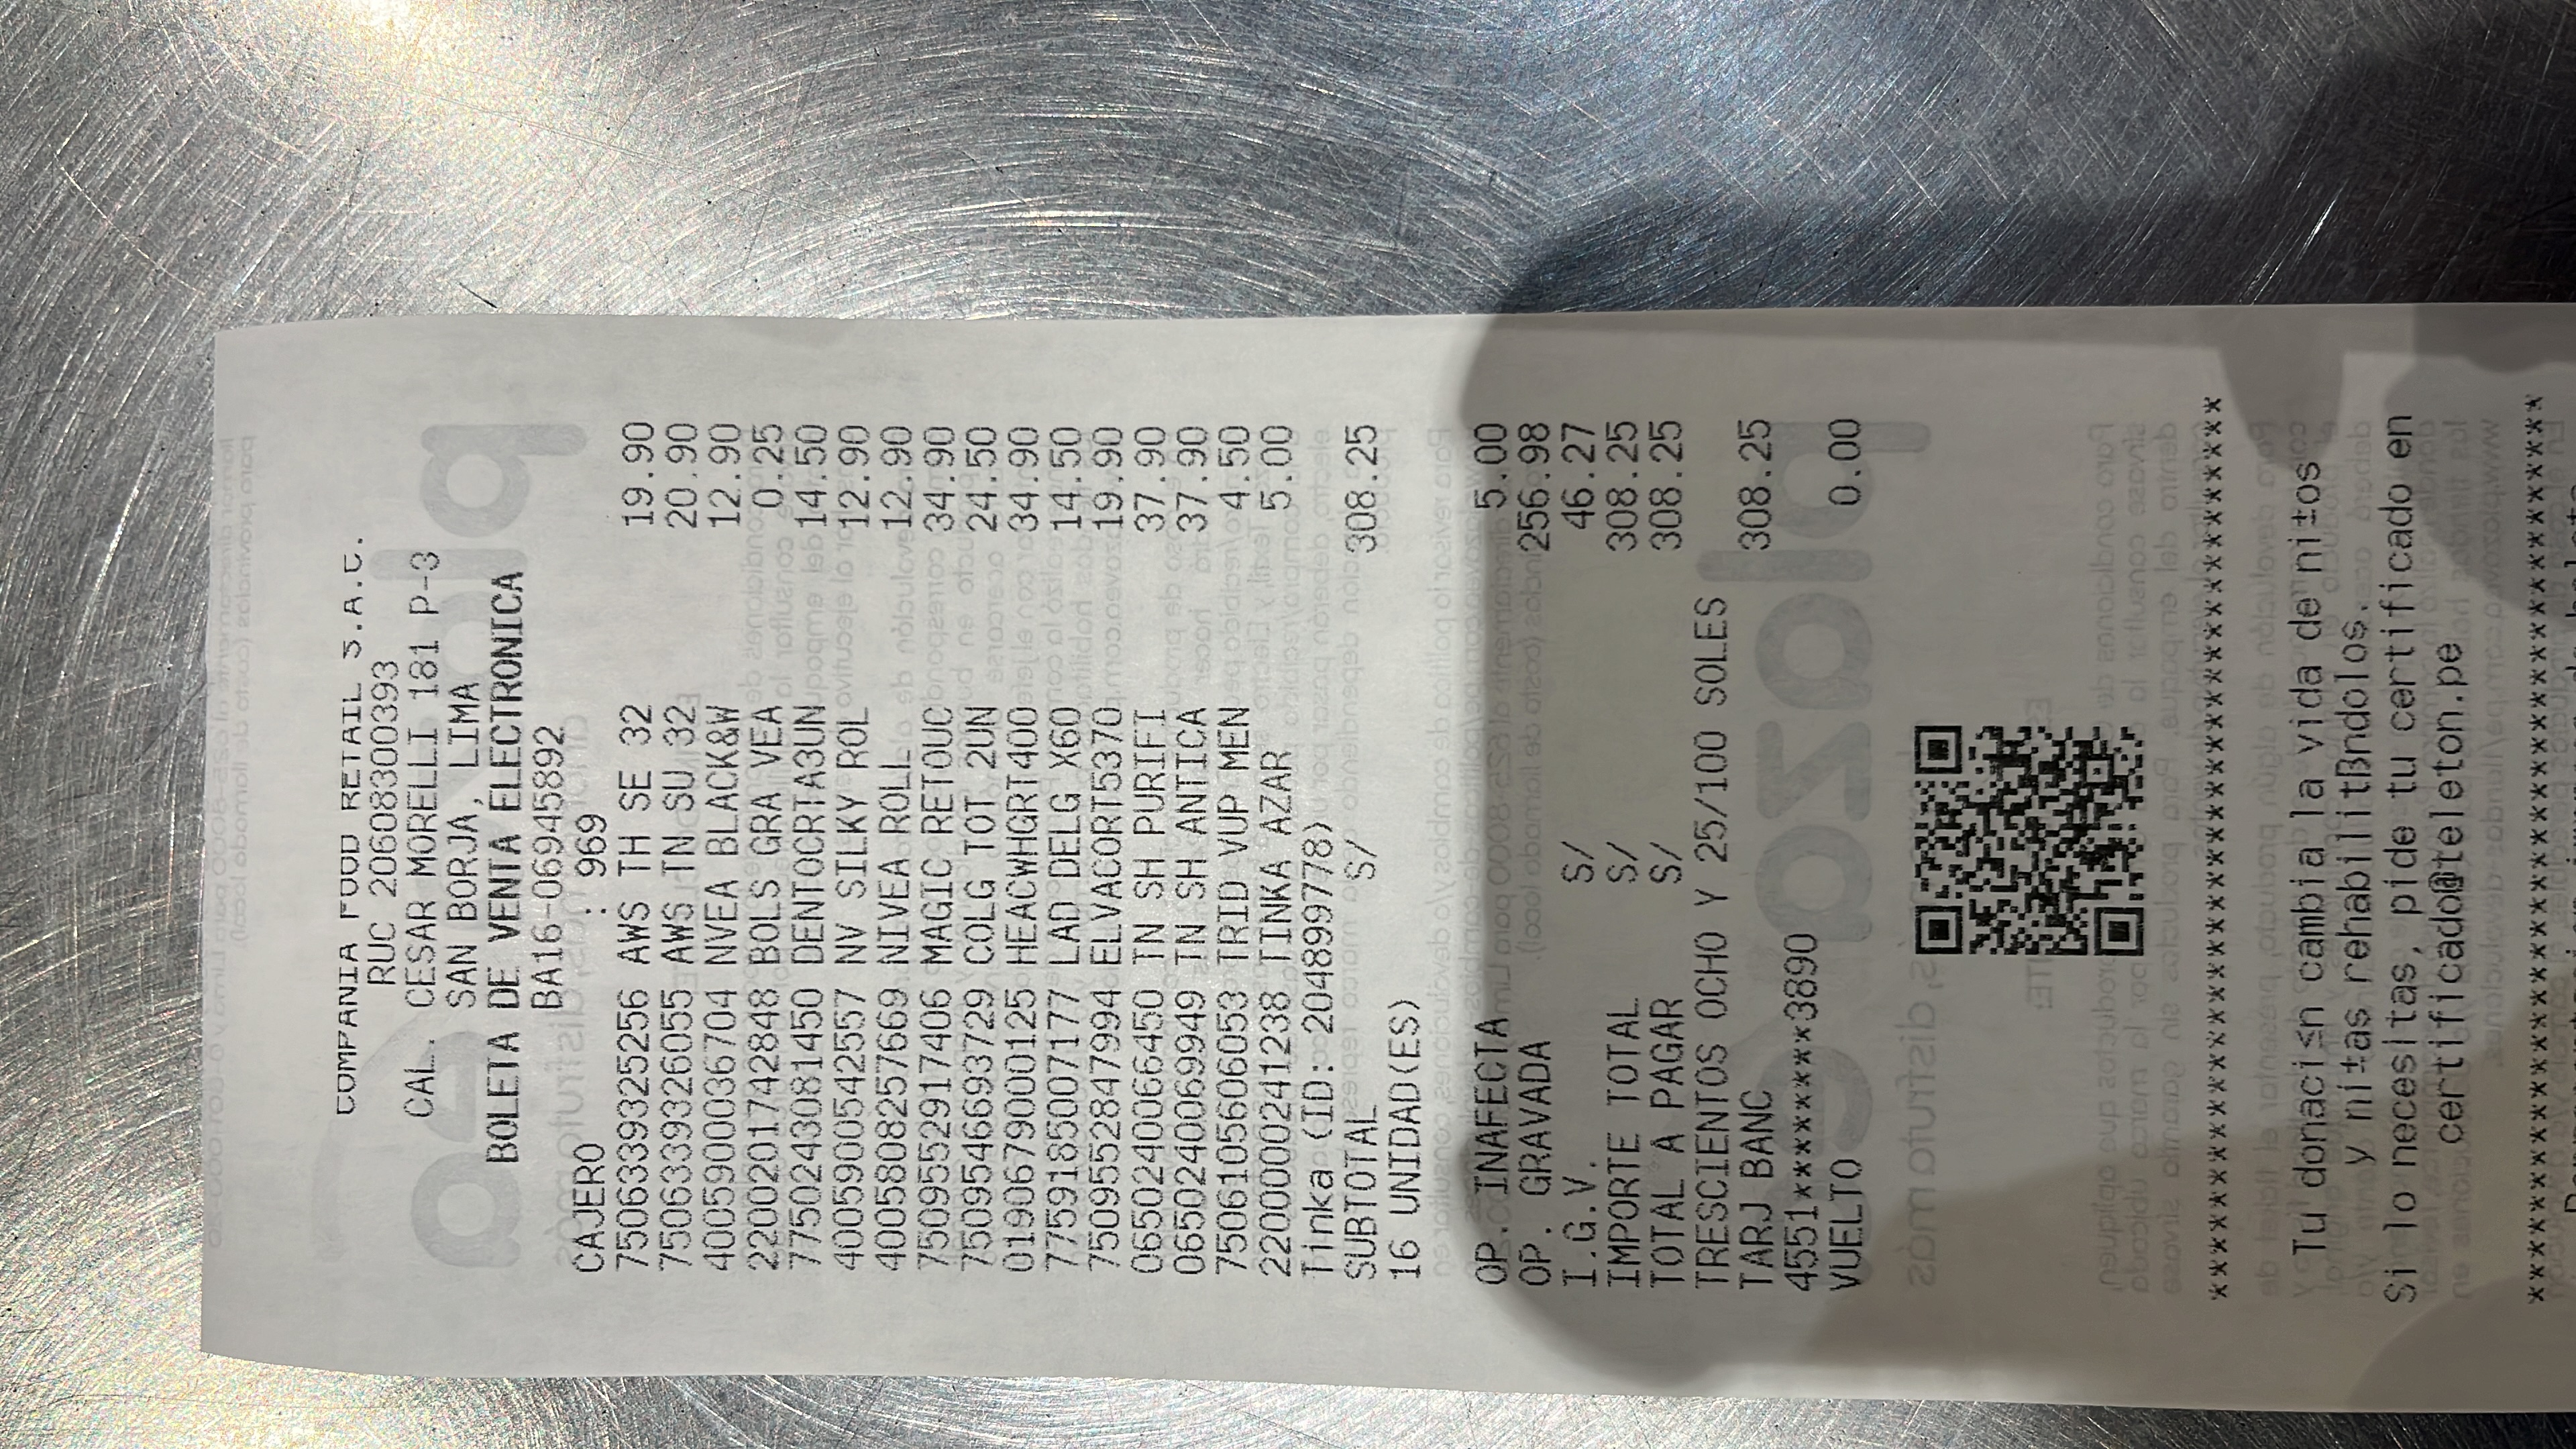 COMPANIA FOOD RETAIL S.A.C.
RUC 20608300393
CAL. CESAR MORELLI 181 P-3
SAN BORJA, LIMA
BOLETA DE VENTA ELECTRONICA
BA16-06945892
CAJERO : 969
7506339325256 AWS TH SE 32 19.90
7506339326055 AWS TN SU 32 20.90
4005900036704 NVEA BLACK&W 12.90
2200201742848 BOLS GRA VEA 0.25
7750243081450 DENTOCRTA3UN 14.50
4005900542557 NV SILKY ROL 12.90
4005808257669 NIVEA ROLL 12.90
7509552917406 MAGIC RETOUC 34.90
7509546693729 COLG TOT 2UN 24.50
0190679000125 HEACWHGRT400 34.90
7759185007177 LAD DELG X60 14.50
7509552847994 ELVACORT5370 19.90
0650240066450 TN SH PURIFI 37.90
0650240069949 TN SH ANTICA 37.90
7506105606053 TRID VUP MEN 4.50
2200000241238 TINKA AZAR 5.00
Tinka (ID: 204899778)
SUBTOTAL S/ 308.25
16 UNIDAD(ES)
OP. INAFECTA 5.00
OP. GRAVADA 256.98
I.G.V. S/ 46.27
IMPORTE TOTAL S/ 308.25
TOTAL A PAGAR S/ 308.25
TRESCIENTOS OCHO Y 25/100 SOLES
TARJ BANC 308.25
4551********3890
VUELTO 0.00
****************************************
Tu donaci≤n cambia la vida de ni±os
y ni±as rehabilitßndolos.
Si lo necesitas, pide tu certificado en
certificado@teleton.pe
****************************************
Representacion impresa de boleta